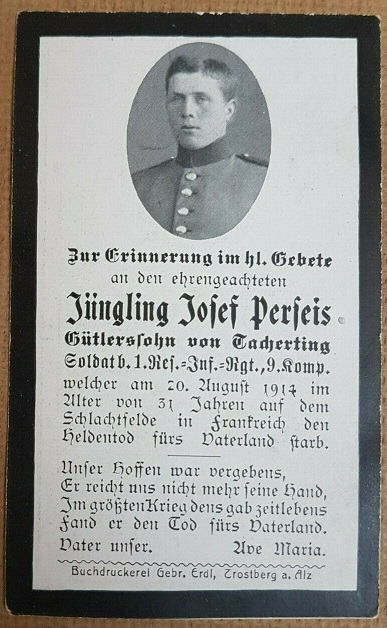 Zur Erinnerung im hl. Gebete
an den ehrengeachteten
Jüngling Josef Perseis
Gütlerssohn von Tacherting
Soldat b. 1. Res.-Inf.-Rgt., 9. Komp.
welcher am 20. August 1914 im
Alter von 31 Jahren auf dem
Schlachtfelde in Frankreich den
Heldentod fürs Vaterland starb.
Unser Hoffen war vergebens,
Er reicht uns nicht mehr seine Hand,
Im größten Krieg dens gab zeitlebens
Fand er den Tod fürs Vaterland.
Vater unser. Ave Maria.
Buchdruckerei Gebr. Erdl, Trostberg a. Alz